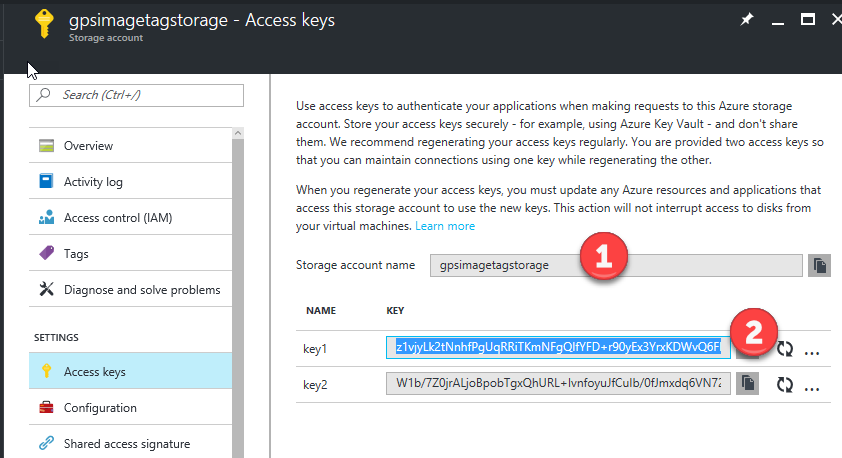 gpsimagetagstorage - Access keys
Storage account
Search (Ctrl+/)
Overview
Activity log
Access control (IAM)
Tags
Diagnose and solve problems
SETTINGS
Access keys
Configuration
Shared access signature
Use access keys to authenticate your applications when making requests to this Azure storage
account. Store your access keys securely - for example, using Azure Key Vault - and don't share
them. We recommend regenerating your access keys regularly. You are provided two access keys so
that you can maintain connections using one key while regenerating the other.
When you regenerate your access keys, you must update any Azure resources and applications that
access this storage account to use the new keys. This action will not interrupt access to disks from
your virtual machines. Learn more
1
Storage account name gpsimagetagstorage
NAME KEY
2
key1
key2